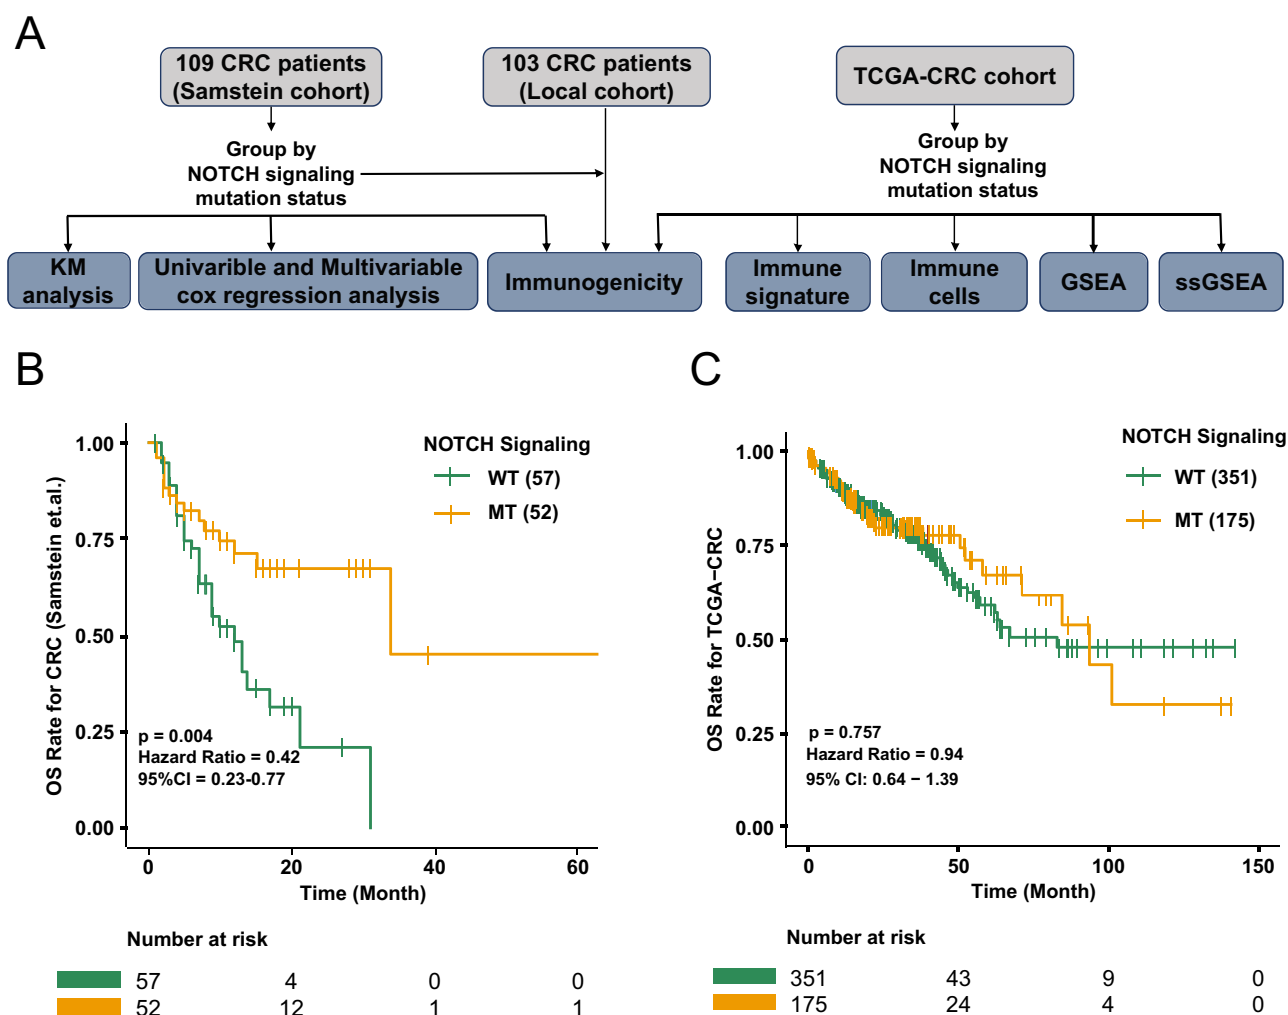 A
109 CRC patients
(Samstein cohort)
103 CRC patients
(Local cohort)
TCGA-CRC cohort
Group by
NOTCH signaling
mutation status
Group by
NOTCH signaling
mutation status
KM
analysis
Univarible and Multivariable
cox regression analysis
Immunogenicity
Immune
signature
Immune
cells
GSEA
ssGSEA
B
OS Rate for CRC (Samstein et.al.)
1.00
0.75
0.50
0.25
0.00
NOTCH Signaling
WT (57)
MT (52)
p = 0.004
Hazard Ratio = 0.42
95%CI = 0.23-0.77
0 20 40 60
Time (Month)
Number at risk
57 4 0 0
52 12 1 1
C
OS Rate for TCGA−CRC
1.00
0.75
0.50
0.25
0.00
NOTCH Signaling
WT (351)
MT (175)
p = 0.757
Hazard Ratio = 0.94
95% CI: 0.64 − 1.39
0 50 100 150
Time (Month)
Number at risk
351 43 9 0
175 24 4 0